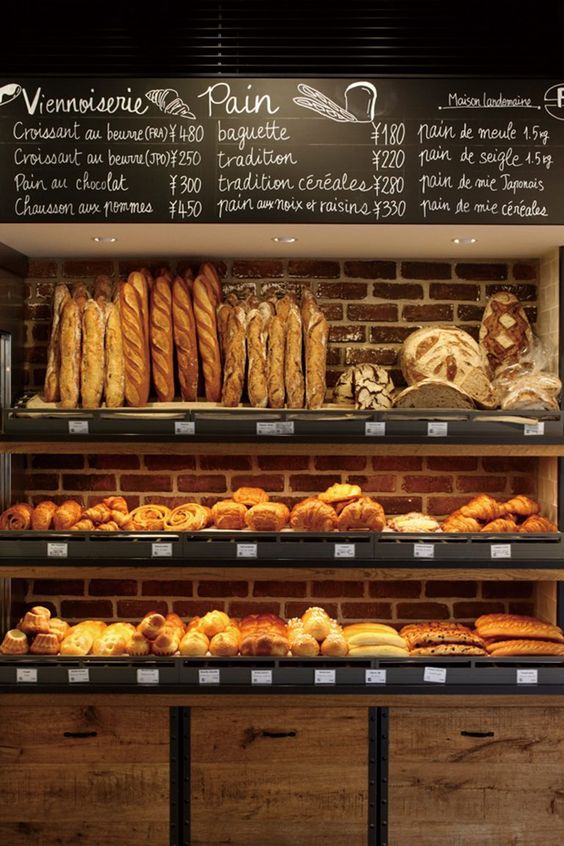 Viennoiserie
Croissant au beurre(FRA) ¥480
Croissant au beurre(JPO) ¥250
Pain au chocolat ¥300
Chausson aux pommes ¥450
Pain
baguette ¥180
tradition ¥220
tradition céréales ¥280
pain aux noix et raisins ¥330
Maison landemaine
pain de meule 1.5kg
pain de seigle 1.5kg
pain de mie Japonais
pain de mie céréales